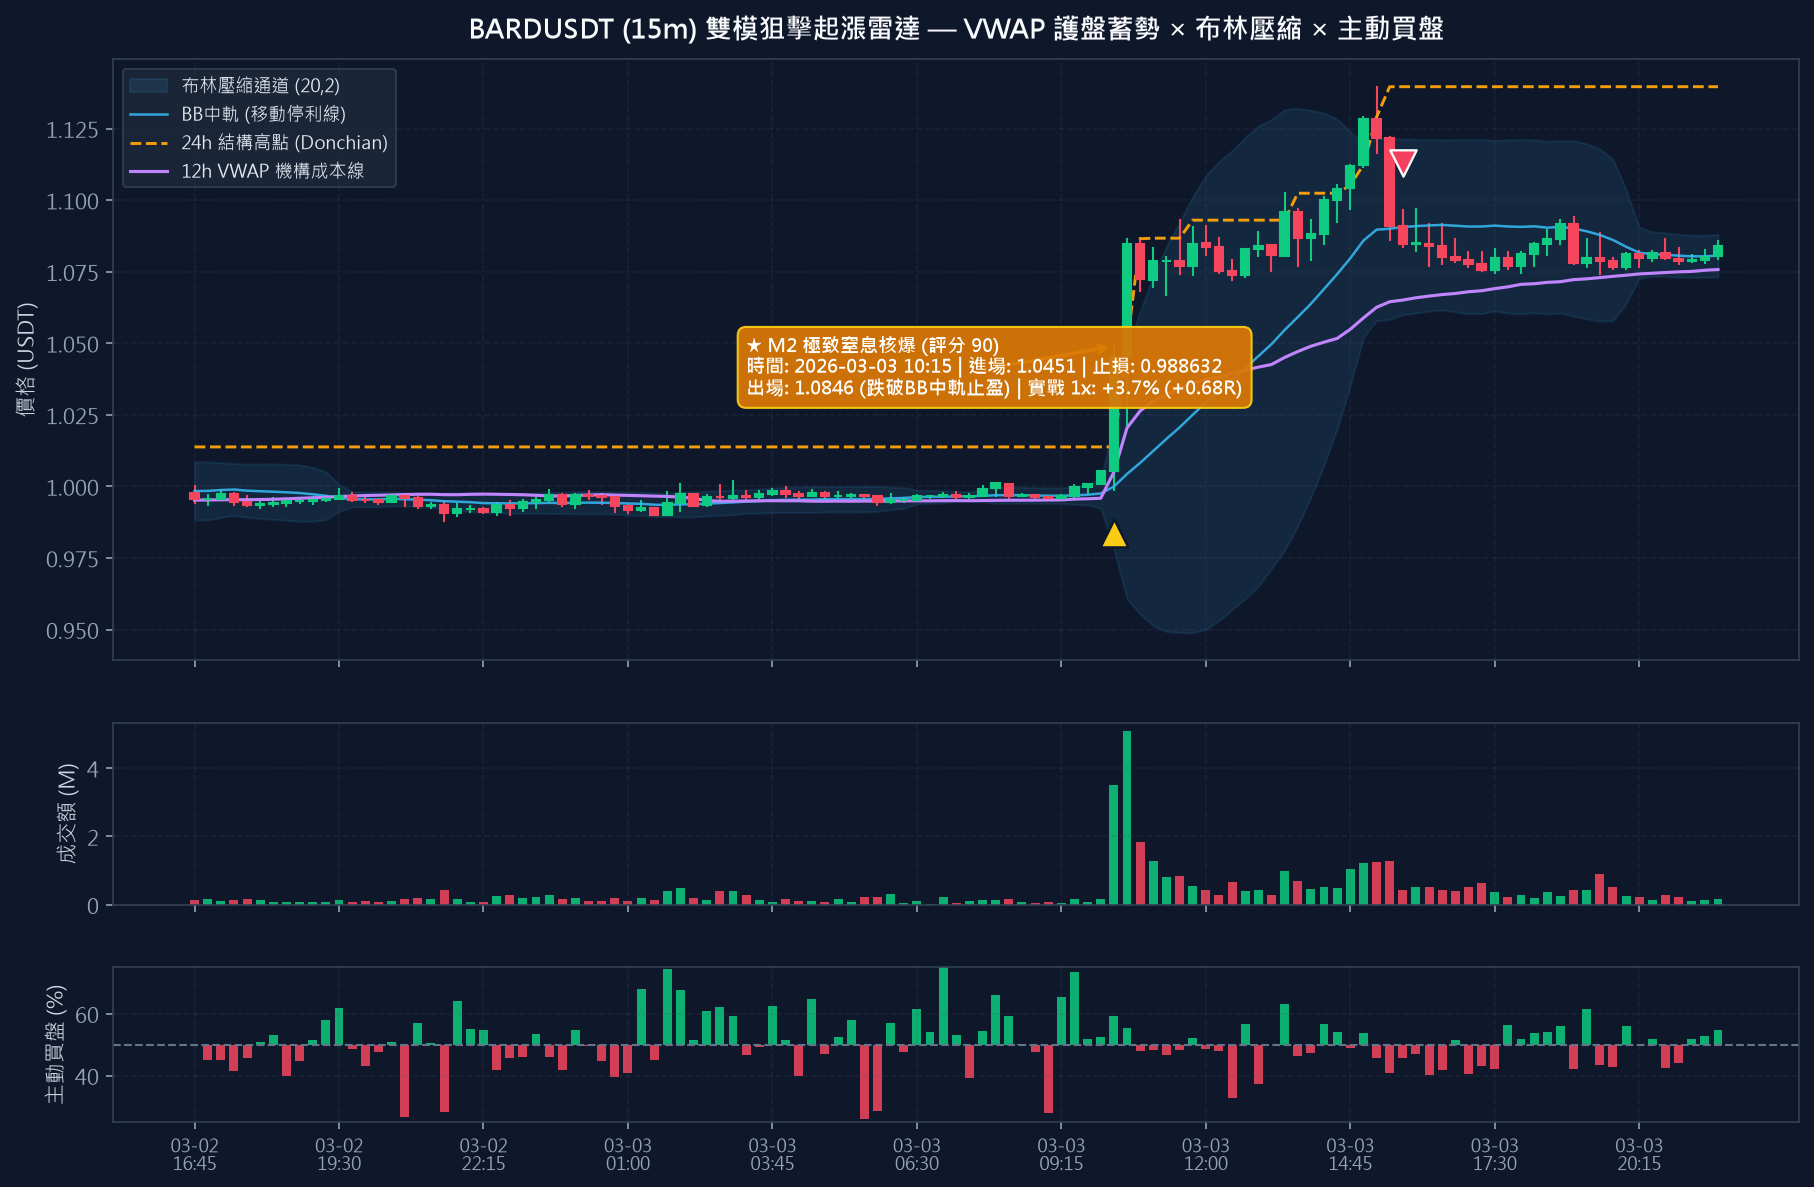 BARDUSDT (15m) 雙模狙擊起漲雷達 — VWAP 護盤蓄勢 × 布林壓縮 × 主動買盤
布林壓縮通道 (20,2)
BB中軌 (移動停利線)
24h 結構高點 (Donchian)
12h VWAP 機構成本線
價格 (USDT)
1.125
1.100
1.075
1.050
1.025
1.000
0.975
0.950
★ M2 極致窒息核爆 (評分 90)
時間: 2026-03-03 10:15 | 進場: 1.0451 | 止損: 0.988632
出場: 1.0846 (跌破BB中軌止盈) | 實戰 1x: +3.7% (+0.68R)
成交額 (M)
4
2
0
主動買盤 (%)
60
40
03-02 03-02 03-02 03-03 03-03 03-03 03-03 03-03 03-03 03-03 03-03
16:45 19:30 22:15 01:00 03:45 06:30 09:15 12:00 14:45 17:30 20:15